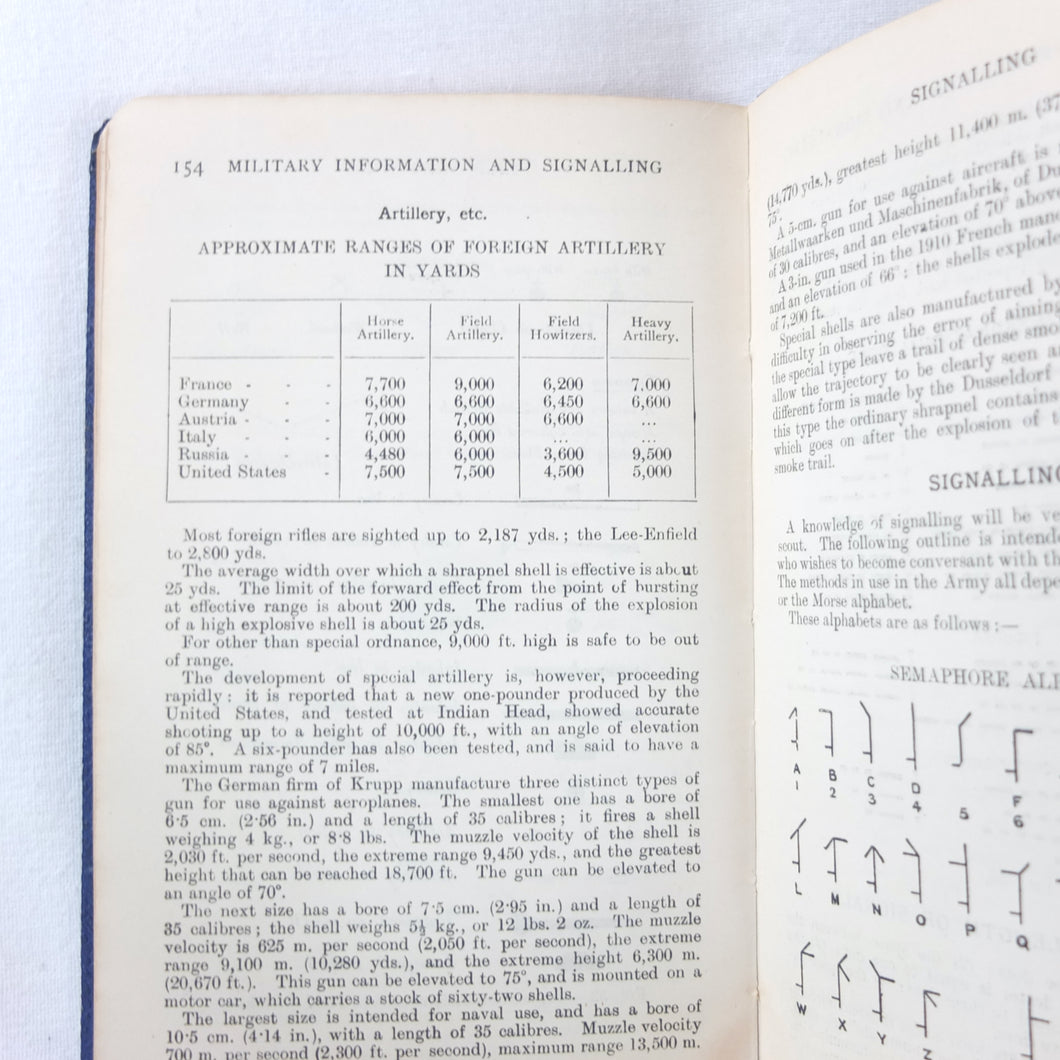 154 MILITARY INFORMATION AND SIGNALLING
Artillery, etc.
APPROXIMATE RANGES OF FOREIGN ARTILLERY
IN YARDS
Horse Artillery. Field Artillery. Field Howitzers. Heavy Artillery.
France - - - 7,700 9,000 6,200 7.000
Germany - - 6,600 6,600 6,450 6,600
Austria - - - 7,000 7,000 6,600 ...
Italy - - - 6,000 6,000 ... ...
Russia - - - 4,480 6,000 3,600 9,500
United States - 7,500 7,500 4,500 5,000
Most foreign rifles are sighted up to 2,187 yds.; the Lee-Enfield
to 2,800 yds.
The average width over which a shrapnel shell is effective is about
25 yds. The limit of the forward effect from the point of bursting
at effective range is about 200 yds. The radius of the explosion
of a high explosive shell is about 25 yds.
For other than special ordnance, 9,000 ft. high is safe to be out
of range.
The development of special artillery is, however, proceeding
rapidly: it is reported that a new one-pounder produced by the
United States, and tested at Indian Head, showed accurate
shooting up to a height of 10,000 ft., with an angle of elevation
of 85°. A six-pounder has also been tested, and is said to have a
maximum range of 7 miles.
The German firm of Krupp manufacture three distinct types of
gun for use against aeroplanes. The smallest one has a bore of
6·5 cm. (2·56 in.) and a length of 35 calibres; it fires a shell
weighing 4 kg., or 8·8 lbs. The muzzle velocity of the shell is
2,030 ft. per second, the extreme range 9,450 yds., and the greatest
height that can be reached 18,700 ft. The gun can be elevated to
an angle of 70°.
The next size has a bore of 7·5 cm. (2·95 in.) and a length of
35 calibres; the shell weighs 5½ kg., or 12 lbs. 2 oz. The muzzle
velocity is 625 m. per second (2,050 ft. per second), the extreme
range 9,100 m. (10,280 yds.), and the extreme height 6,300 m.
(20,670 ft.). This gun can be elevated to 75°, and is mounted on a
motor car, which carries a stock of sixty-two shells.
The largest size is intended for naval use, and has a bore of
10·5 cm. (4·14 in.), with a length of 35 calibres. Muzzle velocity
700 m. per second (2,300 ft. per second), maximum range 13,500 m.
SIGNALLING
(14,770 yds.), greatest height 11,400 m. (37
75°.
A 5-cm. gun for use against aircraft is
Metallwaarken und Maschinenfabrik, of Du
of 30 calibres, and an elevation of 70° above
A 3-in. gun used in the 1910 French man
and an elevation of 66°: the shells explode
of 7,200 ft.
Special shells are also manufactured by
difficulty in observing the error of aiming
the special type leave a trail of dense smo
allow the trajectory to be clearly seen a
different form is made by the Dusseldorf
this type the ordinary shrapnel contains
which goes on after the explosion of t
smoke trail.
SIGNALLING
A knowledge of signalling will be ve
scout. The following outline is intend
who wishes to become conversant with th
The methods in use in the Army all dep
or the Morse alphabet.
These alphabets are as follows:—
SEMAPHORE AL
A B C D F
1 2 3 4 5 6
L M N O P Q
W X Y Z